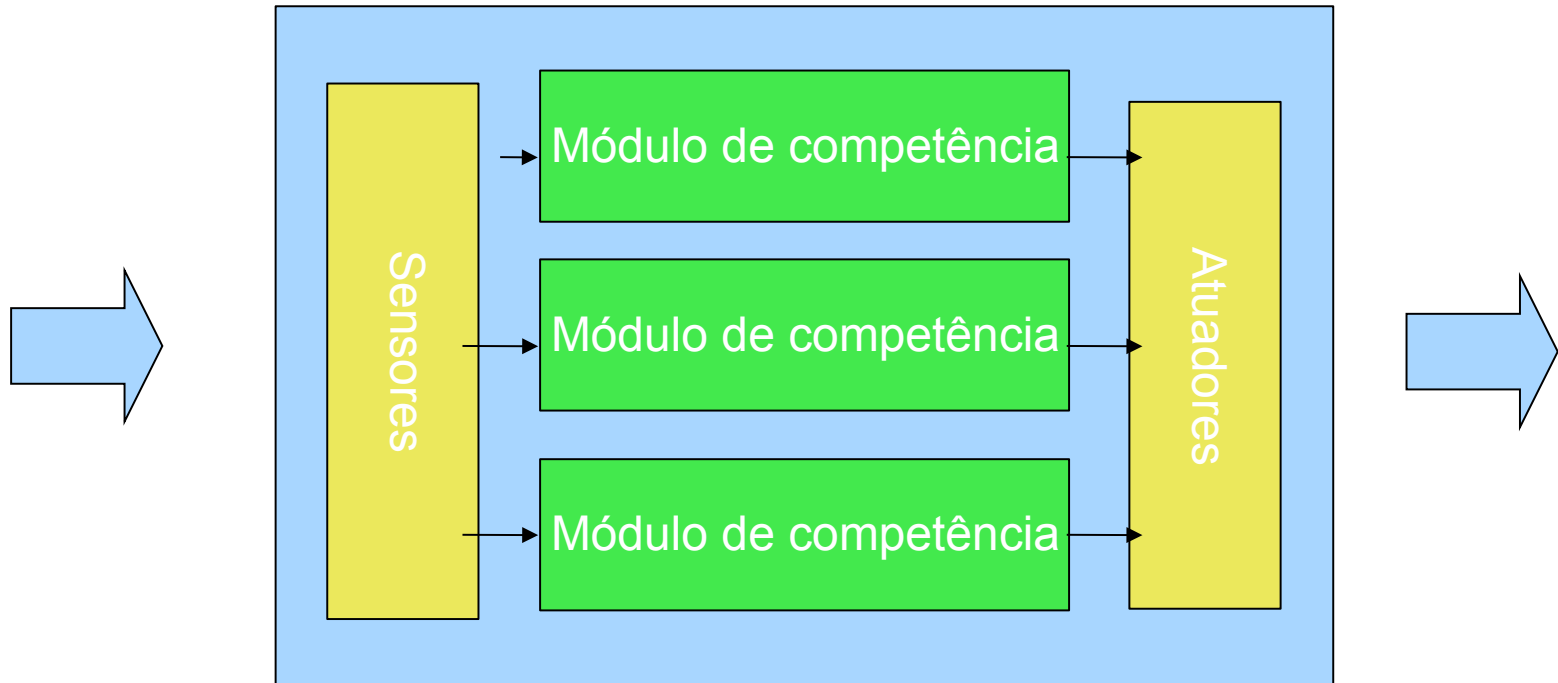 Sensores
Módulo de competência
Módulo de competência
Módulo de competência
Atuadores